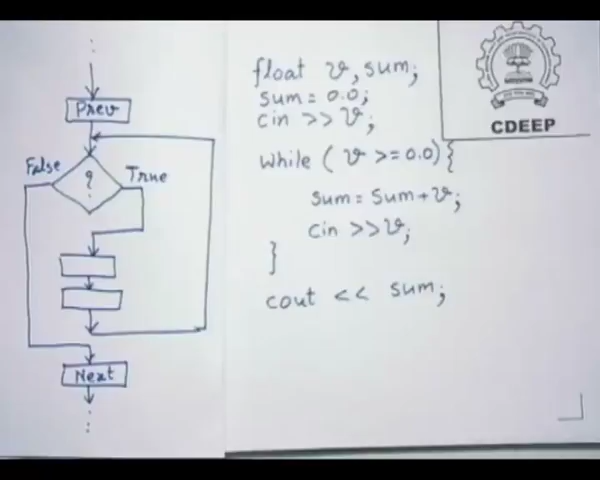 Prev
False
?
True
Next
float v, sum;
sum = 0.0;
cin >> v;
while ( v >= 0.0) {
sum = sum + v;
cin >> v;
}
cout << sum;
CDEEP